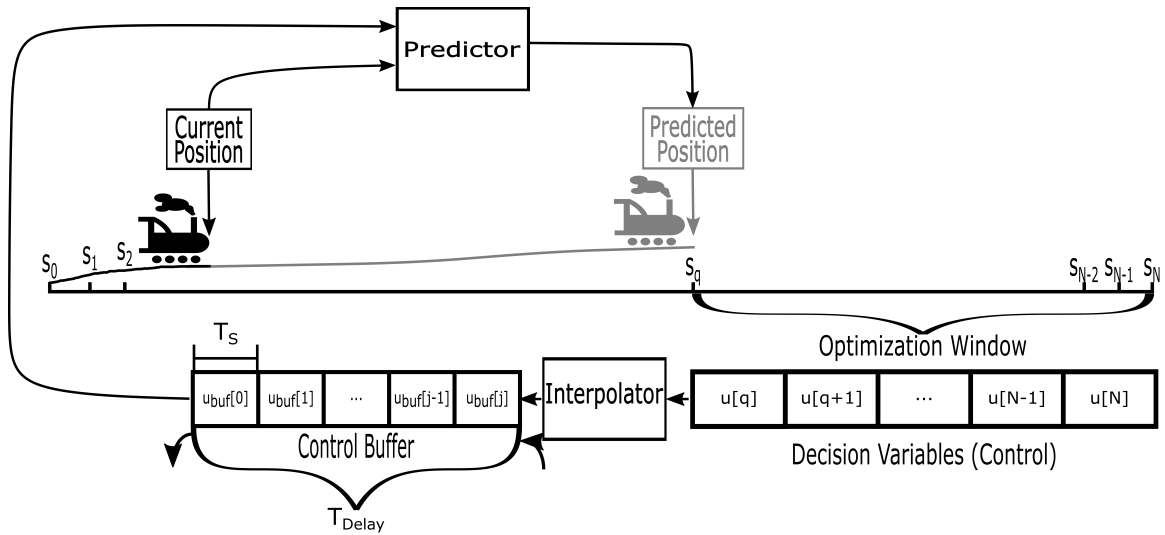 Predictor
Current
Position
Predicted
Position
S0
S1
S2
Sq
SN-2
SN-1
SN
Optimization Window
TS
ubuf[0]
ubuf[1]
...
ubuf[j-1]
ubuf[j]
Interpolator
u[q]
u[q+1]
...
u[N-1]
u[N]
Control Buffer
Decision Variables (Control)
TDelay